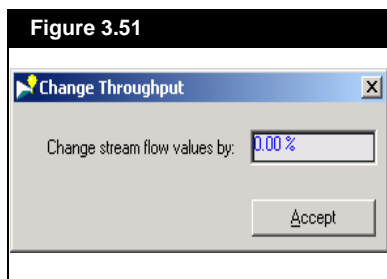 Figure 3.51
Change Throughput
Change stream flow values by: 0.00 %
Accept